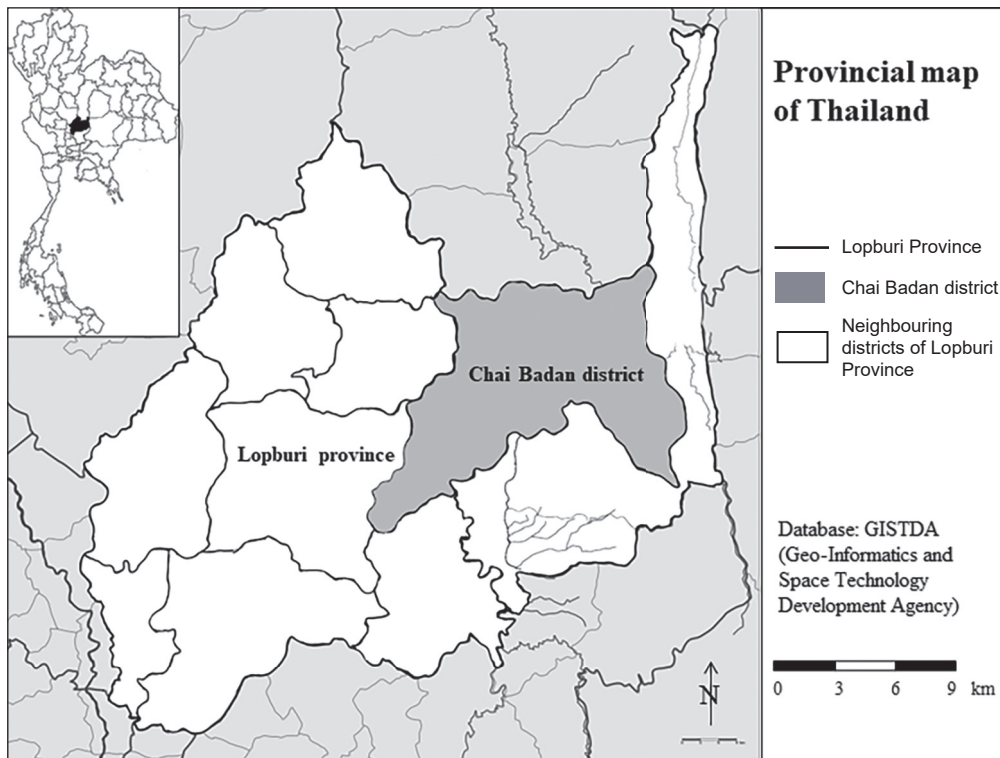 Provincial map
of Thailand
Lopburi Province
Chai Badan district
Neighbouring
districts of Lopburi
Province
Chai Badan district
Lopburi province
Database: GISTDA
(Geo-Informatics and
Space Technology
Development Agency)
N
0 3 6 9 km